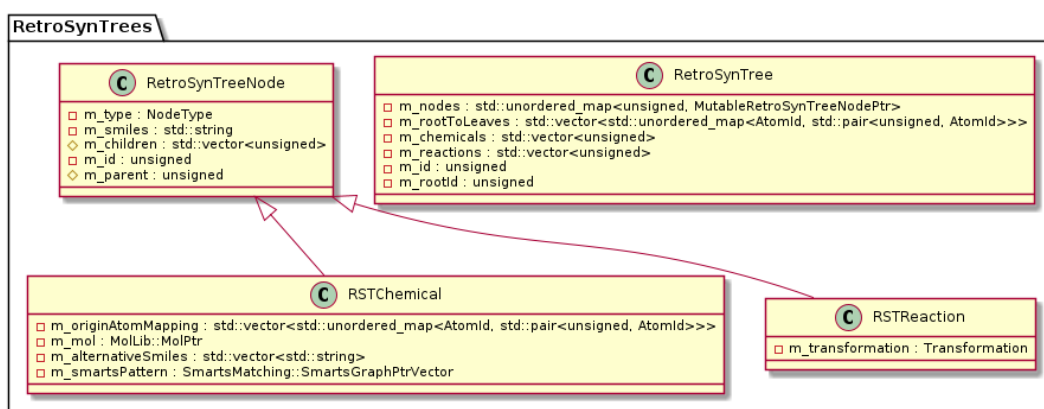 RetroSynTrees
C RetroSynTreeNode
m_type : NodeType
m_smiles : std::string
m_children : std::vector<unsigned>
m_id : unsigned
m_parent : unsigned
C RetroSynTree
m_nodes : std::unordered_map<unsigned, MutableRetroSynTreeNodePtr>
m_rootToLeaves : std::vector<std::unordered_map<AtomId, std::pair<unsigned, AtomId>>>
m_chemicals : std::vector<unsigned>
m_reactions : std::vector<unsigned>
m_id : unsigned
m_rootId : unsigned
C RSTChemical
m_originAtomMapping : std::vector<std::unordered_map<AtomId, std::pair<unsigned, AtomId>>>
m_mol : MolLib::MolPtr
m_alternativeSmiles : std::vector<std::string>
m_smartsPattern : SmartsMatching::SmartsGraphPtrVector
C RSTReaction
m_transformation : Transformation